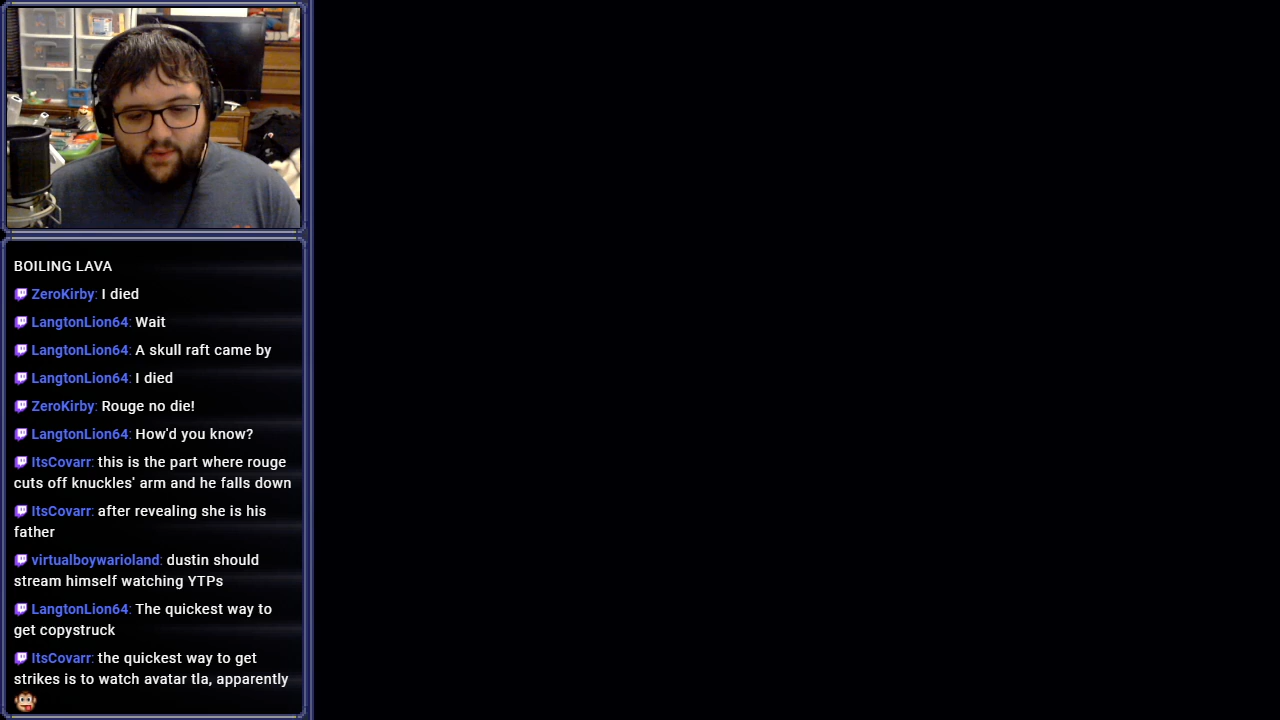 BOILING LAVA
ZeroKirby: I died
LangtonLion64: Wait
LangtonLion64: A skull raft came by
LangtonLion64: I died
ZeroKirby: Rouge no die!
LangtonLion64: How'd you know?
ItsCovarr: this is the part where rouge
cuts off knuckles' arm and he falls down
ItsCovarr: after revealing she is his
father
virtualboywarioland: dustin should
stream himself watching YTPs
LangtonLion64: The quickest way to
get copystruck
ItsCovarr: the quickest way to get
strikes is to watch avatar tla, apparently